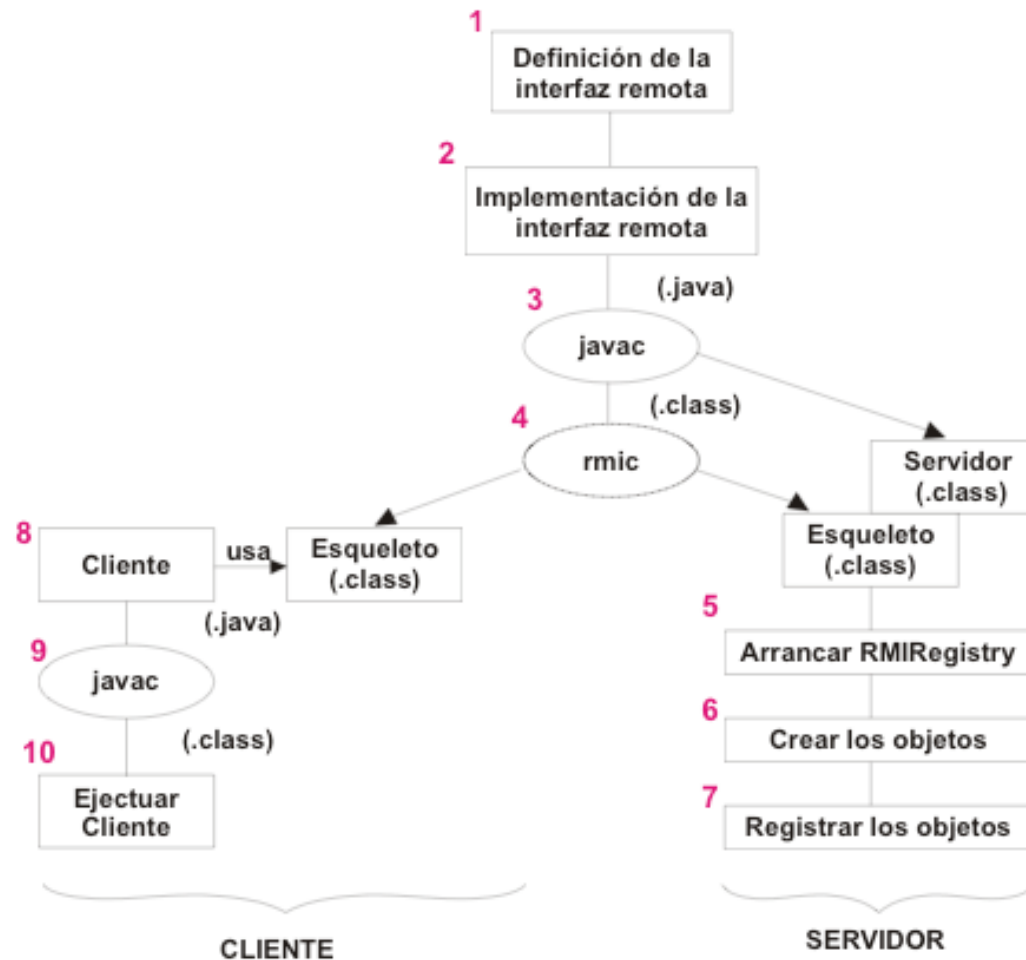 1
Definición de la
interfaz remota
2
Implementación de la
interfaz remota
(.java)
3
javac
(.class)
4
rmic
Servidor
(.class)
Esqueleto
(.class)
8
Cliente
usa
Esqueleto
(.class)
(.java)
9
javac
(.class)
10
Ejectuar
Cliente
5
Arrancar RMIRegistry
6
Crear los objetos
7
Registrar los objetos
CLIENTE
SERVIDOR